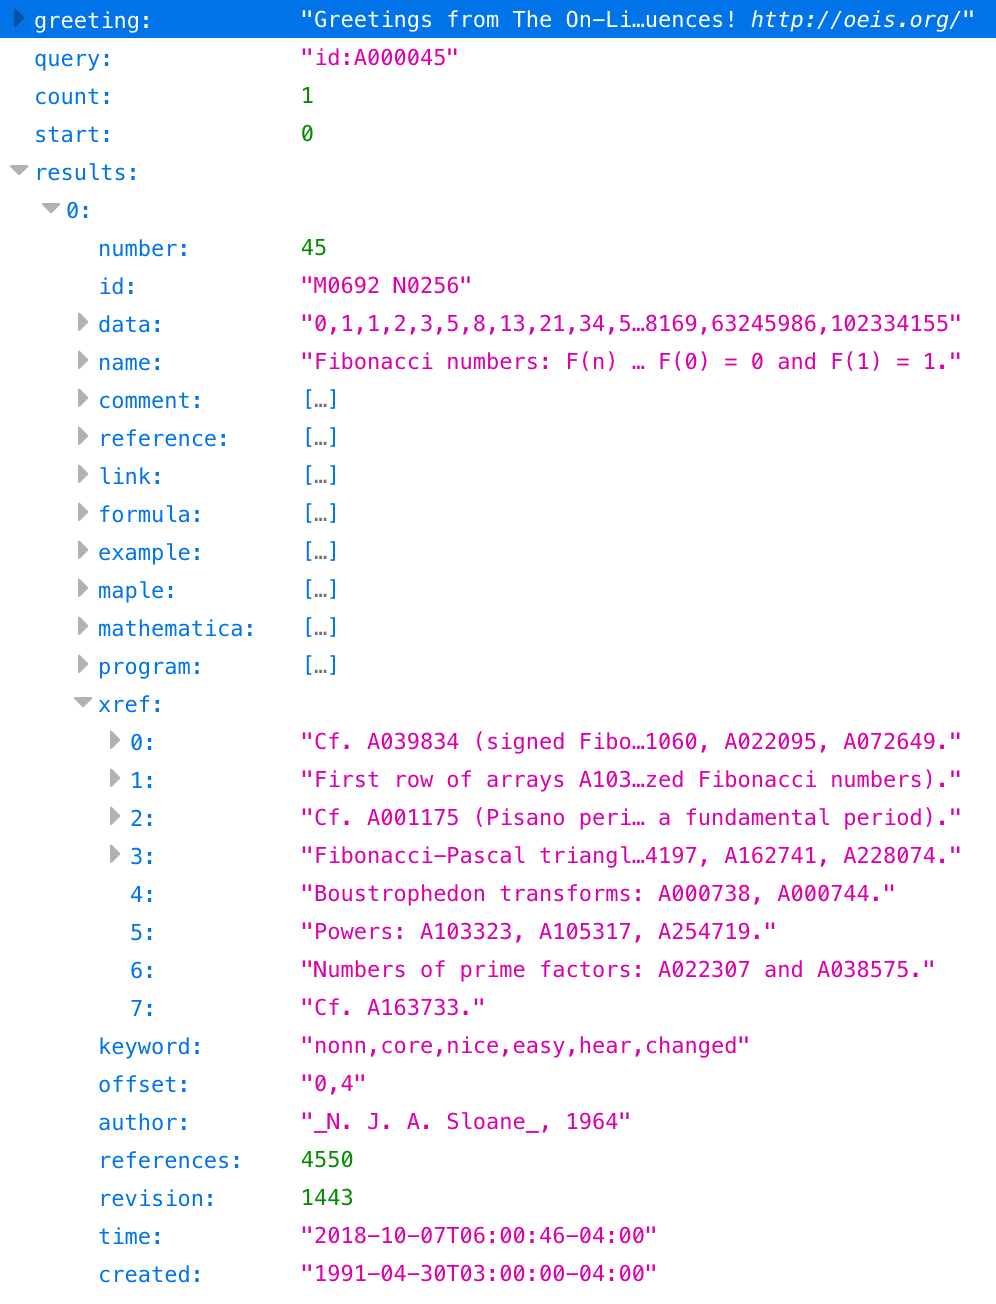 greeting: "Greetings from The On-Li…uences! http://oeis.org/"
query: "id:A000045"
count: 1
start: 0
results:
0:
number: 45
id: "M0692 N0256"
data: "0,1,1,2,3,5,8,13,21,34,5…8169,63245986,102334155"
name: "Fibonacci numbers: F(n) … F(0) = 0 and F(1) = 1."
comment: […]
reference: […]
link: […]
formula: […]
example: […]
maple: […]
mathematica: […]
program: […]
xref:
0: "Cf. A039834 (signed Fibo…1060, A022095, A072649."
1: "First row of arrays A103…zed Fibonacci numbers)."
2: "Cf. A001175 (Pisano peri… a fundamental period)."
3: "Fibonacci-Pascal triangl…4197, A162741, A228074."
4: "Boustrophedon transforms: A000738, A000744."
5: "Powers: A103323, A105317, A254719."
6: "Numbers of prime factors: A022307 and A038575."
7: "Cf. A163733."
keyword: "nonn,core,nice,easy,hear,changed"
offset: "0,4"
author: "_N. J. A. Sloane_, 1964"
references: 4550
revision: 1443
time: "2018-10-07T06:00:46-04:00"
created: "1991-04-30T03:00:00-04:00"